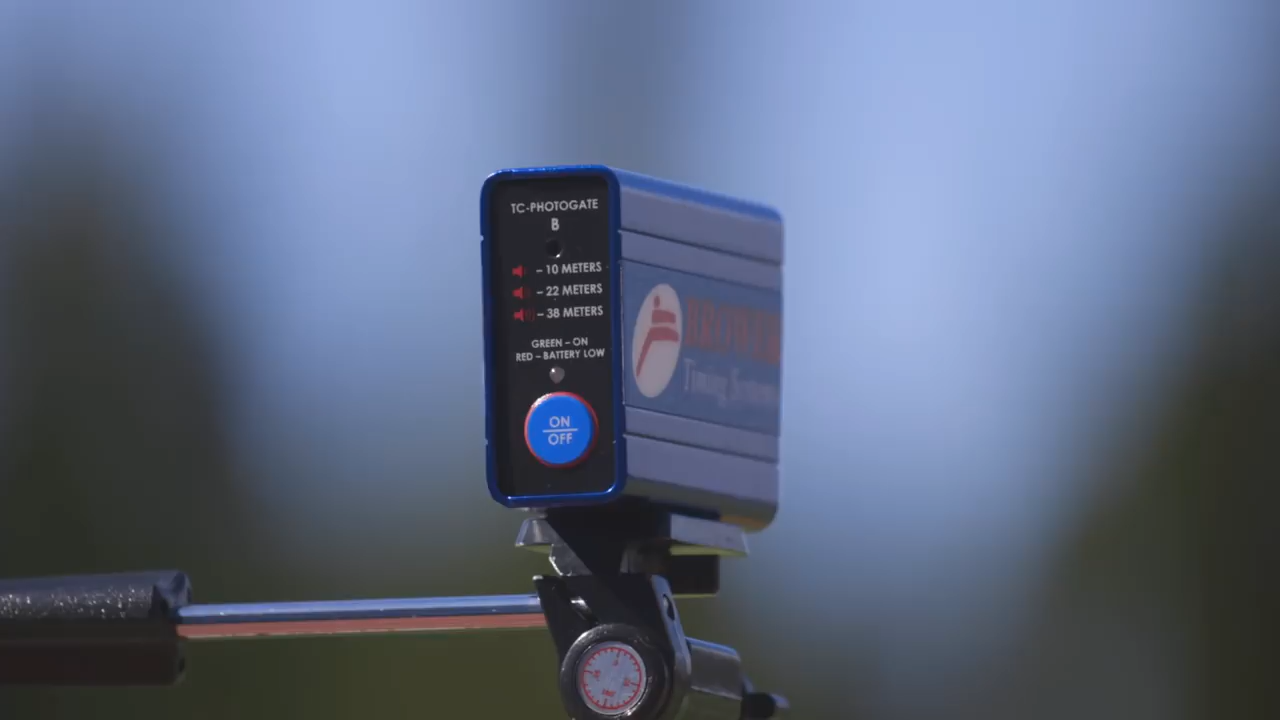 TC-PHOTOGATE
B
– 10 METERS
– 22 METERS
– 38 METERS
GREEN – ON
RED – BATTERY LOW
ON
OFF
BROWER
Timing Systems